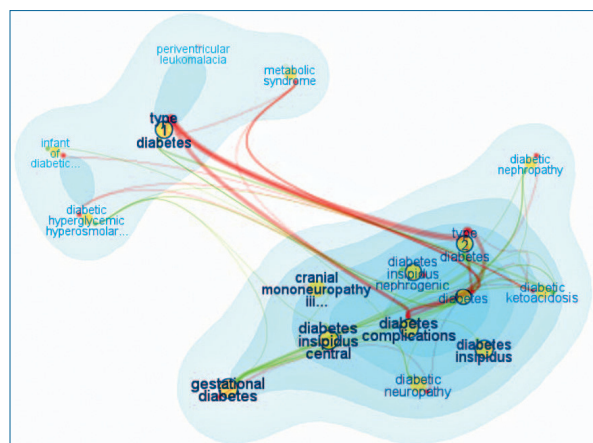 periventricular
leukomalacia
metabolic
syndrome
type
1
diabetes
infant
of
diabetic...
diabetic
hyperglycemic
hyperosmolar...
diabetic
nephropathy
type
2
diabetes
diabetes
insipidus
nephrogenic
cranial
mononeuropathy
iii...
diabetes
diabetic
ketoacidosis
diabetes
insipidus
central
diabetes
complications
diabetes
insipidus
gestational
diabetes
diabetic
neuropathy